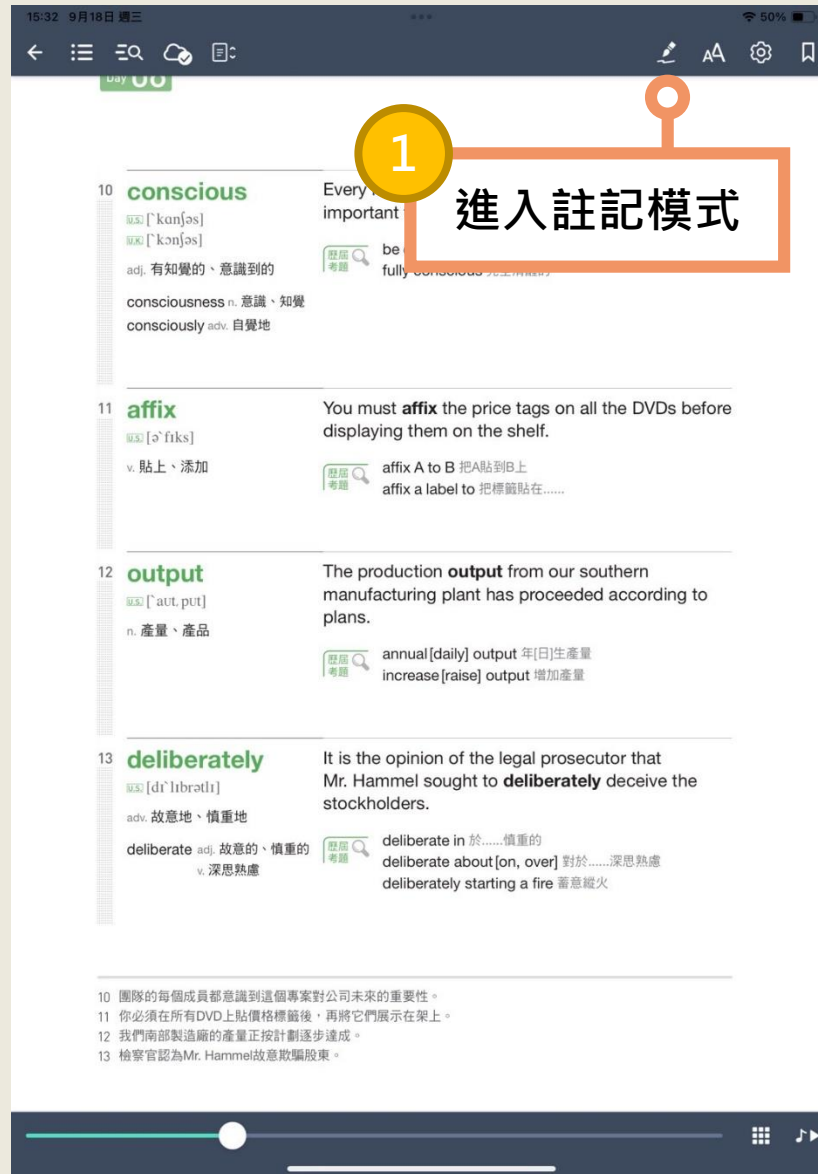 15:32 9月18日 週三
50%
AA
Day 06
1
進入註記模式
10 conscious
U.S. [ˋkɑnʃəs]
U.K. [ˋkɔnʃəs]
adj. 有知覺的、意識到的
consciousness n. 意識、知覺
consciously adv. 自覺地
Every
important
歷屆考題
be
fully conscious
11 affix
U.S. [əˋfɪks]
v. 貼上、添加
You must affix the price tags on all the DVDs before
displaying them on the shelf.
歷屆考題
affix A to B 把A貼到B上
affix a label to 把標籤貼在......
12 output
U.S. [ˋaʊt͵pʊt]
n. 產量、產品
The production output from our southern
manufacturing plant has proceeded according to
plans.
歷屆考題
annual[daily] output 年[日]生產量
increase[raise] output 增加產量
13 deliberately
U.S. [dɪˋlɪbrətlɪ]
adv. 故意地、慎重地
deliberate adj. 故意的、慎重的
v. 深思熟慮
It is the opinion of the legal prosecutor that
Mr. Hammel sought to deliberately deceive the
stockholders.
歷屆考題
deliberate in 於......慎重的
deliberate about[on, over] 對於......深思熟慮
deliberately starting a fire 蓄意縱火
10 團隊的每個成員都意識到這個專案對公司未來的重要性。
11 你必須在所有DVD上貼價格標籤後，再將它們展示在架上。
12 我們南部製造廠的產量正按計劃逐步達成。
13 檢察官認為Mr. Hammel故意欺騙股東。